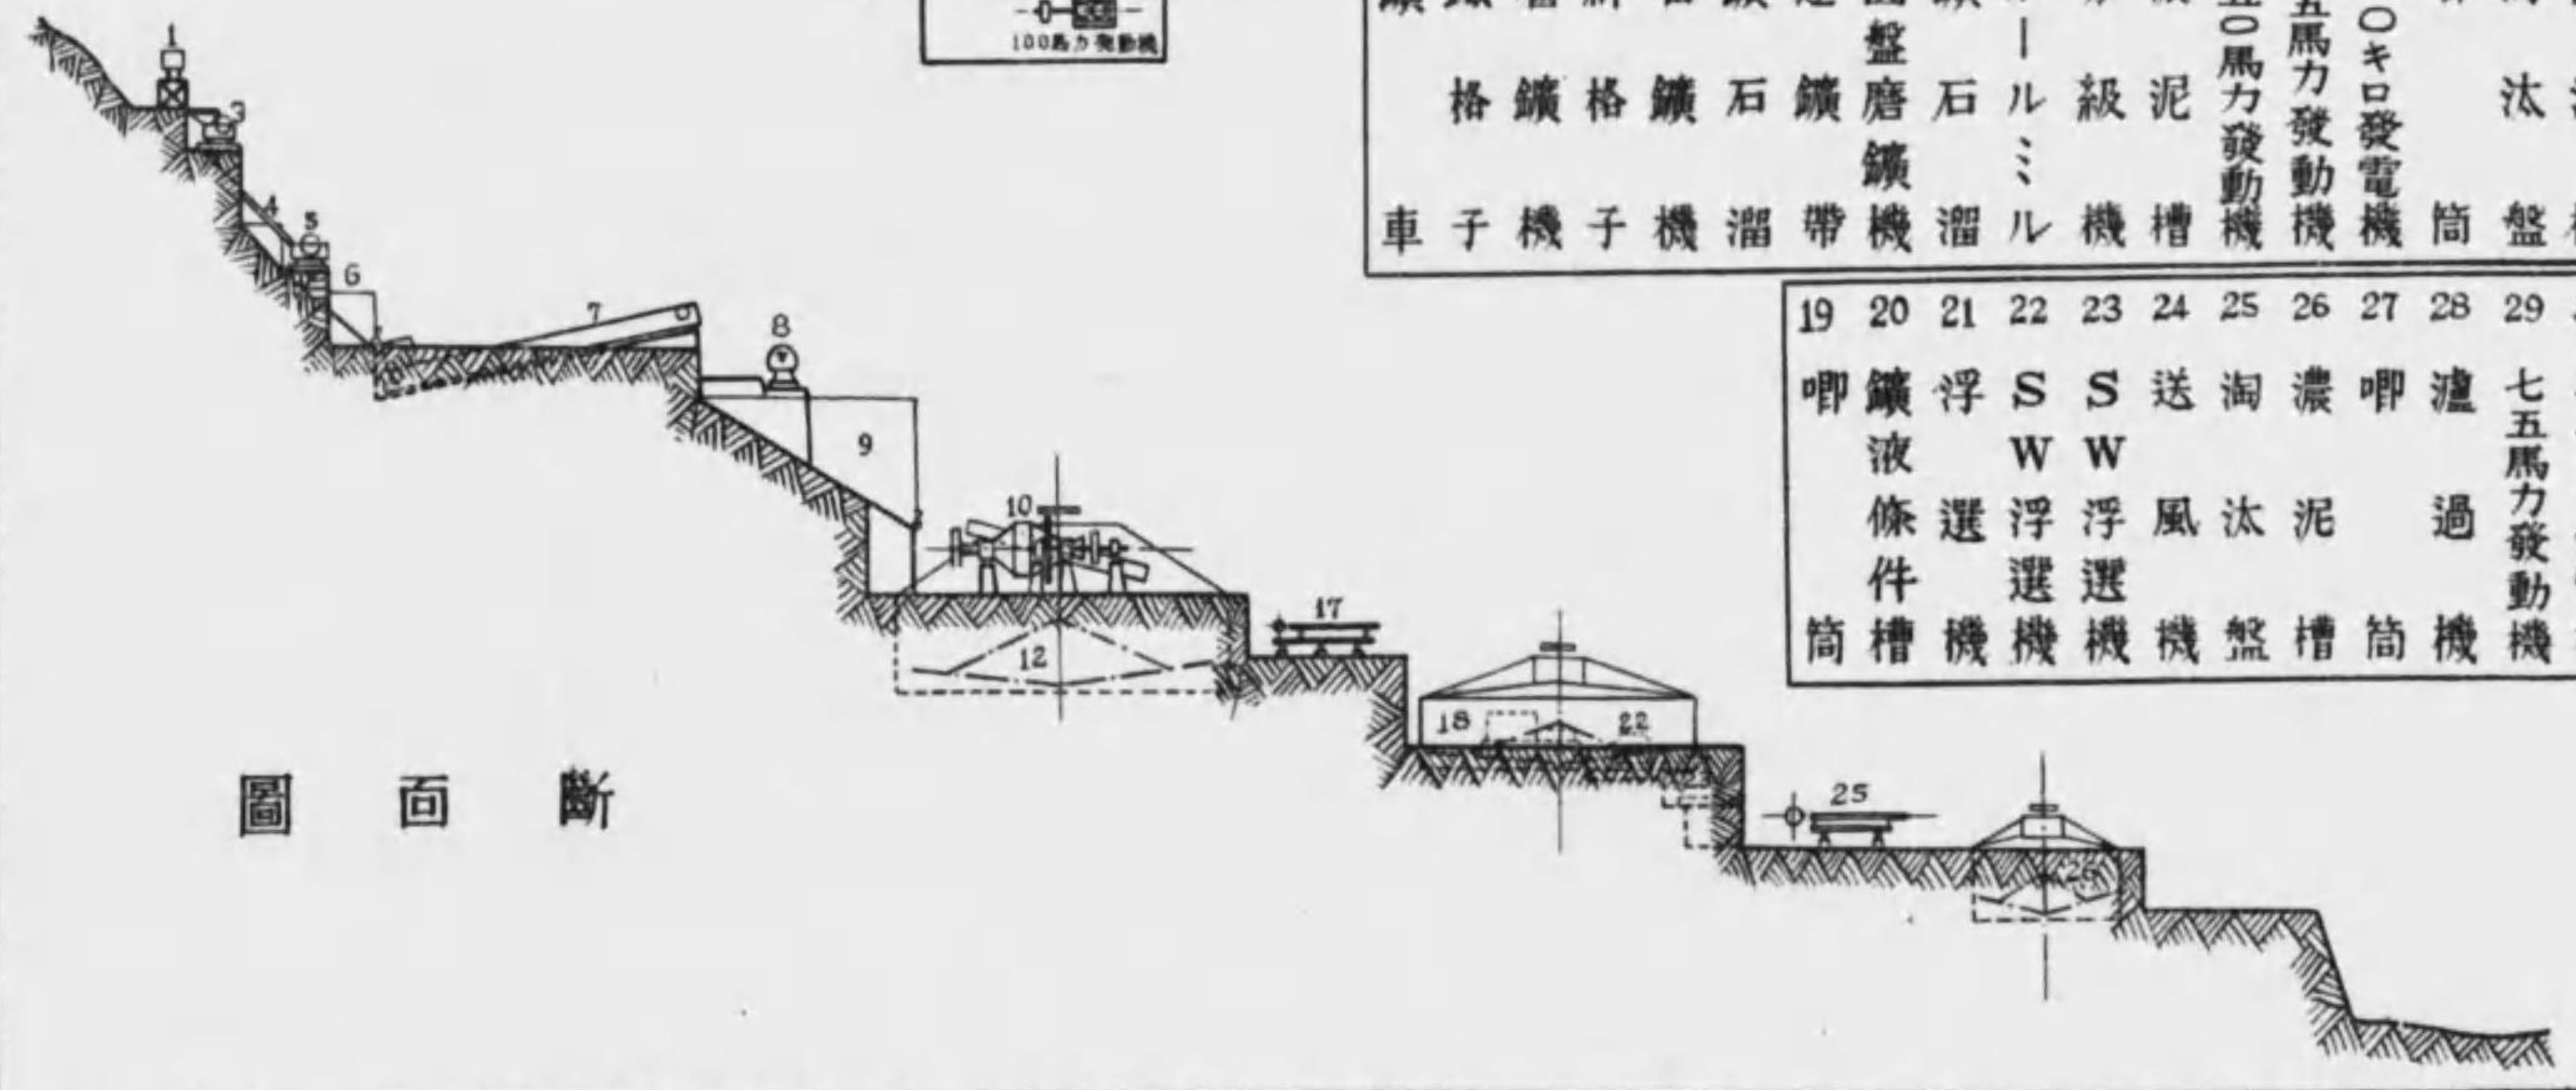 100馬力発動機
車
格子
鑛機
格子
鑛機
石溜
鑛帶
盤磨鑛機
石溜
ールミル
級機
泥槽
〇馬力發動機
五馬力發動機
〇キロ發電機
筒
汰盤
19 喞筒
20 鑛液條件槽
21 浮選機
22 SW浮選機
23 SW浮選機
24 送風機
25 淘汰盤
26 濃泥槽
27 喞筒
28 瀘過機
29 七五馬力發動機
1
3
4
5
6
7
8
9
10
12
17
18
22
25
26
斷面圖